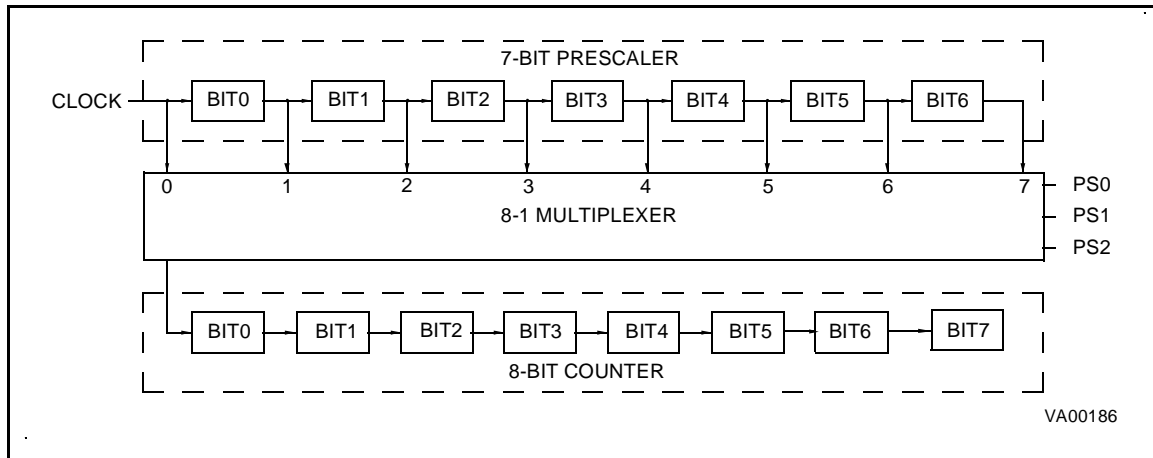 7-BIT PRESCALER
CLOCK BIT0 BIT1 BIT2 BIT3 BIT4 BIT5 BIT6
0 1 2 3 4 5 6 7 PS0
8-1 MULTIPLEXER PS1
PS2
BIT0 BIT1 BIT2 BIT3 BIT4 BIT5 BIT6 BIT7
8-BIT COUNTER
VA00186